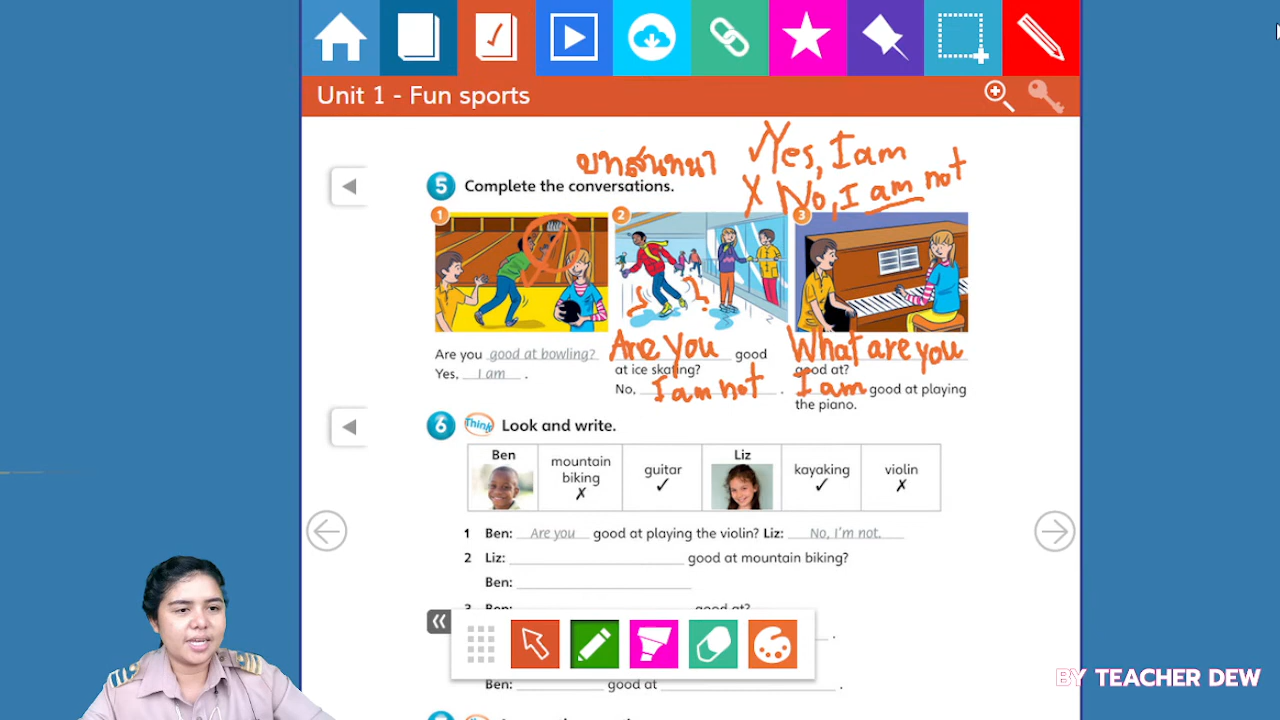 Unit 1 - Fun sports
บทสนทนา
✓Yes, I am
X No, I am not
5 Complete the conversations.
1
2
3
Are you good at bowling?
Yes, I am .
Are you good
at ice skating?
No, I am not .
What are you
good at?
I am good at playing
the piano.
6 Think Look and write.
Ben
mountain
biking
✗
guitar
✓
Liz
kayaking
✓
violin
✗
1 Ben: Are you good at playing the violin? Liz: No, I'm not.
2 Liz: good at mountain biking?
Ben:
3 Ben: good at?
.
Ben: good at .
BY TEACHER DEW